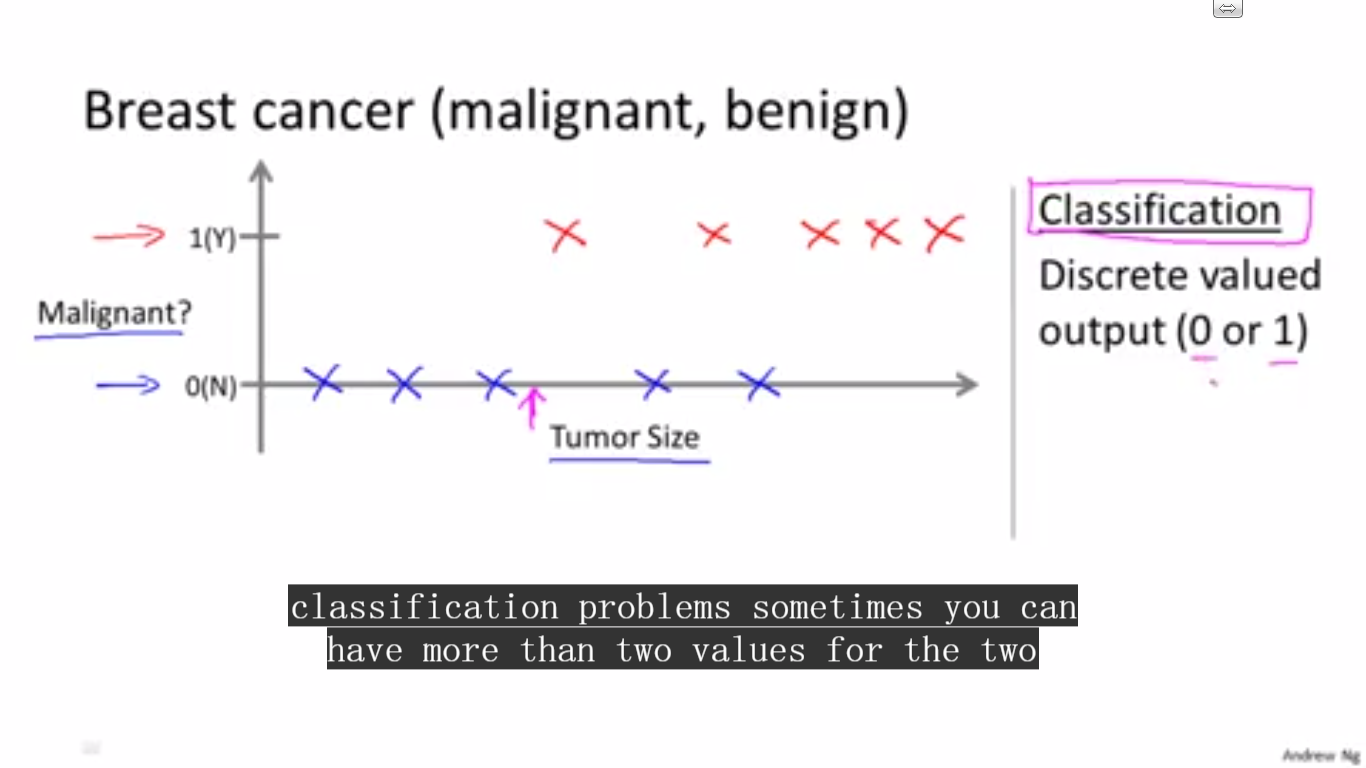 Breast cancer (malignant, benign)
1(Y)
Malignant?
0(N)
Tumor Size
Classification
Discrete valued
output (0 or 1)
classification problems sometimes you can
have more than two values for the two
Andrew Ng